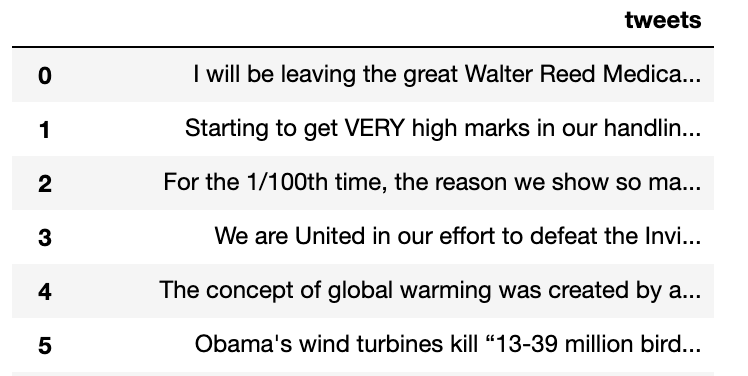 tweets
0 I will be leaving the great Walter Reed Medica...
1 Starting to get VERY high marks in our handlin...
2 For the 1/100th time, the reason we show so ma...
3 We are United in our effort to defeat the Invi...
4 The concept of global warming was created by a...
5 Obama's wind turbines kill “13-39 million bird...